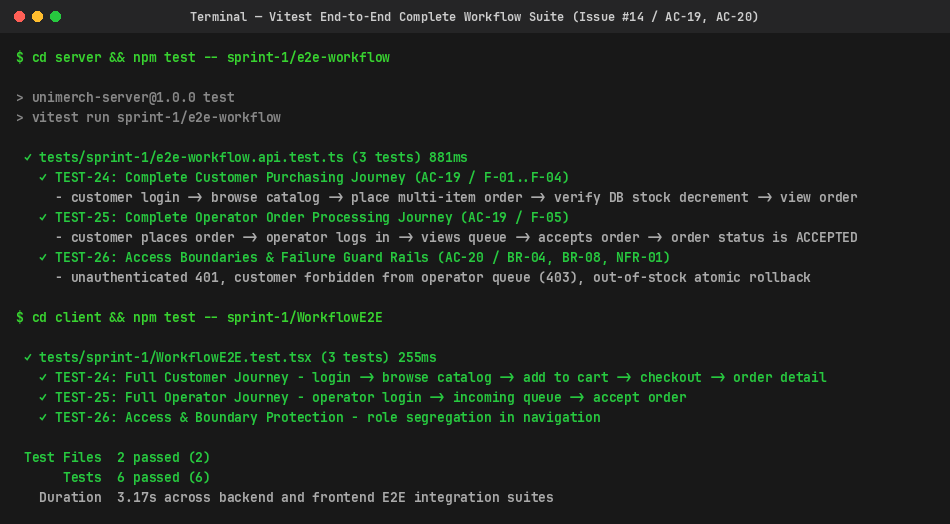 Terminal — Vitest End-to-End Complete Workflow Suite (Issue #14 / AC-19, AC-20)
$ cd server && npm test -- sprint-1/e2e-workflow
> unimerch-server@1.0.0 test
> vitest run sprint-1/e2e-workflow
✓ tests/sprint-1/e2e-workflow.api.test.ts (3 tests) 881ms
✓ TEST-24: Complete Customer Purchasing Journey (AC-19 / F-01..F-04)
- customer login → browse catalog → place multi-item order → verify DB stock decrement → view order
✓ TEST-25: Complete Operator Order Processing Journey (AC-19 / F-05)
- customer places order → operator logs in → views queue → accepts order → order status is ACCEPTED
✓ TEST-26: Access Boundaries & Failure Guard Rails (AC-20 / BR-04, BR-08, NFR-01)
- unauthenticated 401, customer forbidden from operator queue (403), out-of-stock atomic rollback
$ cd client && npm test -- sprint-1/WorkflowE2E
✓ tests/sprint-1/WorkflowE2E.test.tsx (3 tests) 255ms
✓ TEST-24: Full Customer Journey - login → browse catalog → add to cart → checkout → order detail
✓ TEST-25: Full Operator Journey - operator login → incoming queue → accept order
✓ TEST-26: Access & Boundary Protection - role segregation in navigation
Test Files  2 passed (2)
Tests  6 passed (6)
Duration  3.17s across backend and frontend E2E integration suites